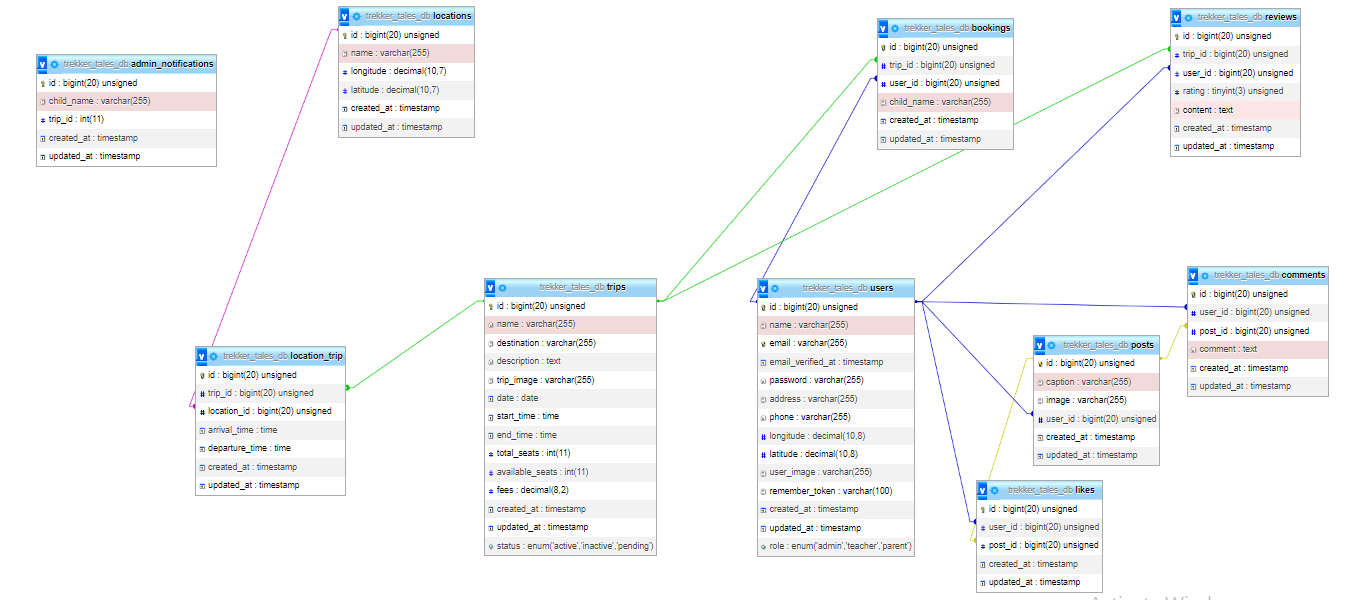 trekker_tales_db admin_notifications
id : bigint(20) unsigned
child_name : varchar(255)
trip_id : int(11)
created_at : timestamp
updated_at : timestamp
trekker_tales_db locations
id : bigint(20) unsigned
name : varchar(255)
longitude : decimal(10,7)
latitude : decimal(10,7)
created_at : timestamp
updated_at : timestamp
trekker_tales_db bookings
id : bigint(20) unsigned
trip_id : bigint(20) unsigned
user_id : bigint(20) unsigned
child_name : varchar(255)
created_at : timestamp
updated_at : timestamp
trekker_tales_db reviews
id : bigint(20) unsigned
trip_id : bigint(20) unsigned
user_id : bigint(20) unsigned
rating : tinyint(3) unsigned
content : text
created_at : timestamp
updated_at : timestamp
trekker_tales_db location_trip
id : bigint(20) unsigned
trip_id : bigint(20) unsigned
location_id : bigint(20) unsigned
arrival_time : time
departure_time : time
created_at : timestamp
updated_at : timestamp
trekker_tales_db trips
id : bigint(20) unsigned
name : varchar(255)
destination : varchar(255)
description : text
trip_image : varchar(255)
date : date
start_time : time
end_time : time
total_seats : int(11)
available_seats : int(11)
fees : decimal(8,2)
created_at : timestamp
updated_at : timestamp
status : enum('active','inactive','pending')
trekker_tales_db users
id : bigint(20) unsigned
name : varchar(255)
email : varchar(255)
email_verified_at : timestamp
password : varchar(255)
address : varchar(255)
phone : varchar(255)
longitude : decimal(10,8)
latitude : decimal(10,8)
user_image : varchar(255)
remember_token : varchar(100)
created_at : timestamp
updated_at : timestamp
role : enum('admin','teacher','parent')
trekker_tales_db posts
id : bigint(20) unsigned
caption : varchar(255)
image : varchar(255)
user_id : bigint(20) unsigned
created_at : timestamp
updated_at : timestamp
trekker_tales_db comments
id : bigint(20) unsigned
user_id : bigint(20) unsigned
post_id : bigint(20) unsigned
comment : text
created_at : timestamp
updated_at : timestamp
trekker_tales_db likes
id : bigint(20) unsigned
user_id : bigint(20) unsigned
post_id : bigint(20) unsigned
created_at : timestamp
updated_at : timestamp